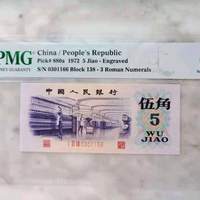 PMG
China / People's Republic
Pick# 880a 1972 5 Jiao - Engraved
S/N 0301166 Block 138 - 3 Roman Numerals
中国人民银行
伍角
5
WU
JIAO